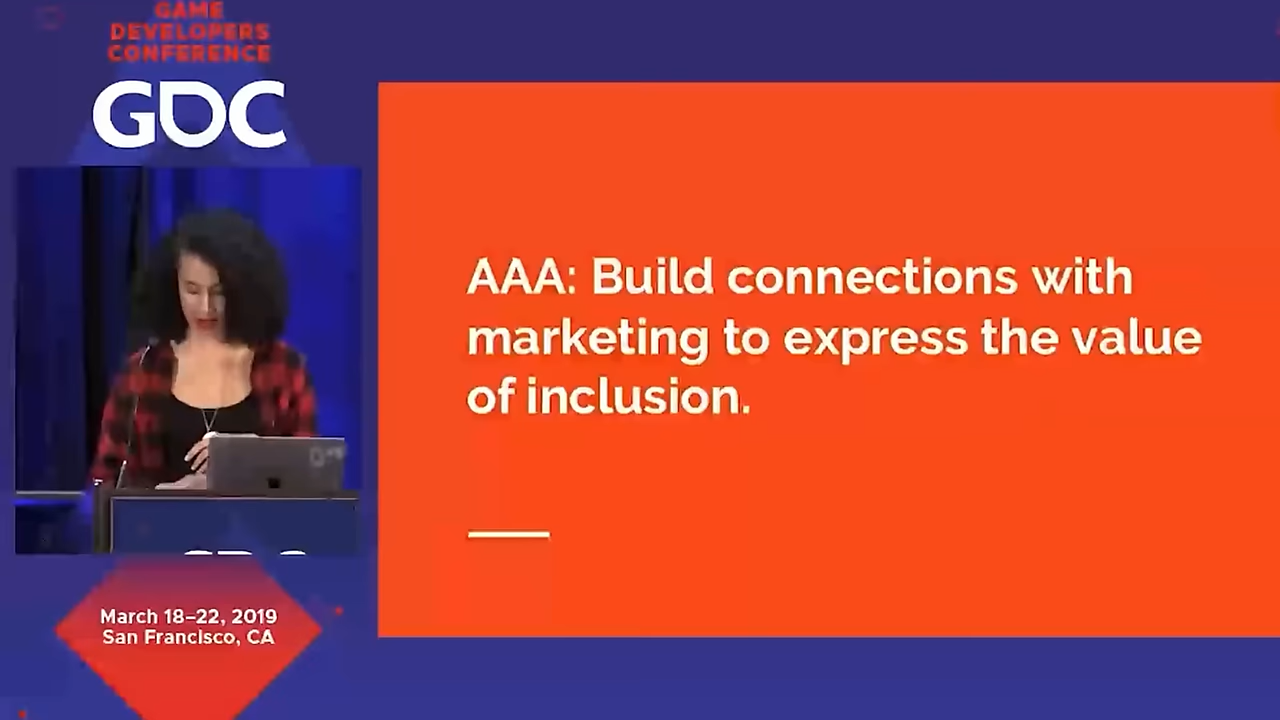 GAME
DEVELOPERS
CONFERENCE
GDC
AAA: Build connections with
marketing to express the value
of inclusion.
March 18–22, 2019
San Francisco, CA